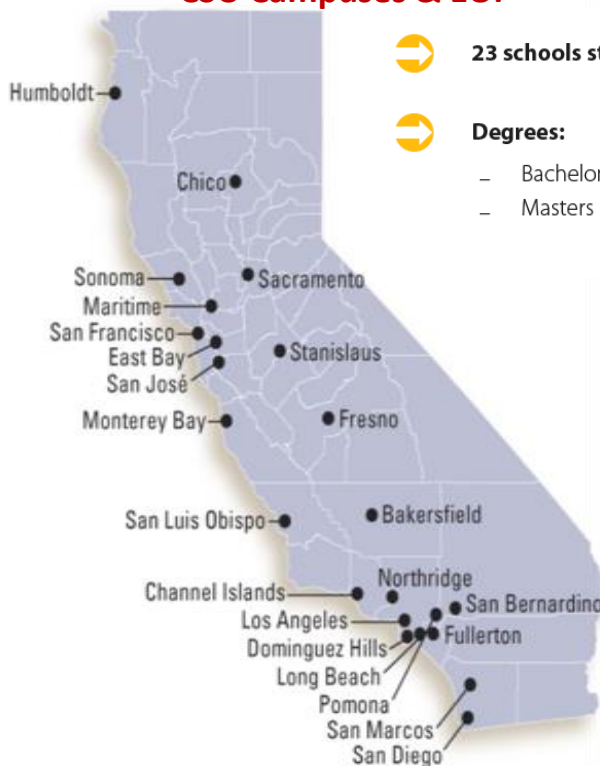 23 schools
Degrees:
– Bachelor
– Masters
Humboldt
Chico
Sonoma
Sacramento
Maritime
San Francisco
East Bay
Stanislaus
San José
Monterey Bay
Fresno
San Luis Obispo
Bakersfield
Channel Islands
Northridge
San Bernardino
Los Angeles
Fullerton
Dominguez Hills
Long Beach
Pomona
San Marcos
San Diego